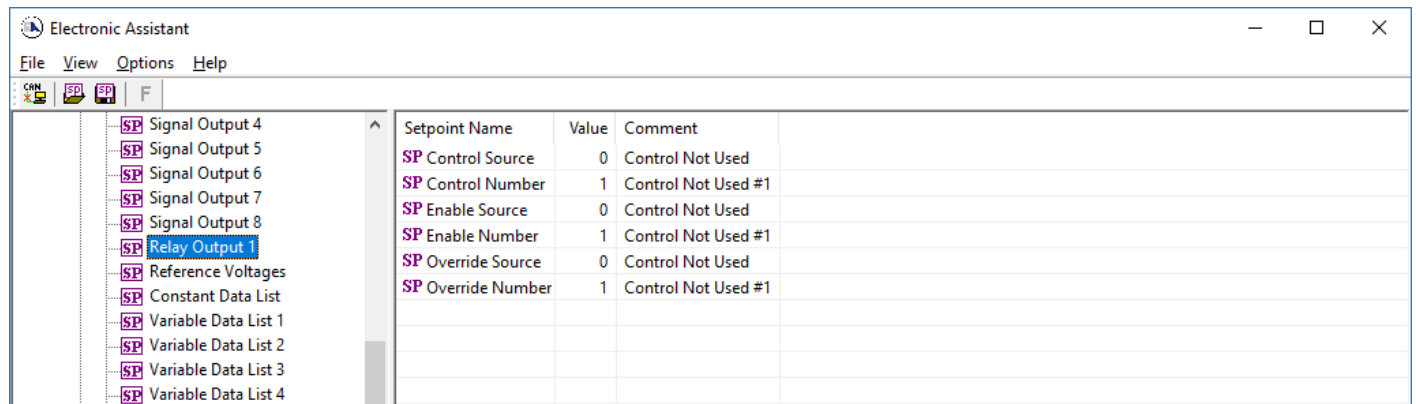 Electronic Assistant
File View Options Help
CAN SP SP F
SP Signal Output 4
SP Signal Output 5
SP Signal Output 6
SP Signal Output 7
SP Signal Output 8
SP Relay Output 1
SP Reference Voltages
SP Constant Data List
SP Variable Data List 1
SP Variable Data List 2
SP Variable Data List 3
SP Variable Data List 4
Setpoint Name Value Comment
SP Control Source 0 Control Not Used
SP Control Number 1 Control Not Used #1
SP Enable Source 0 Control Not Used
SP Enable Number 1 Control Not Used #1
SP Override Source 0 Control Not Used
SP Override Number 1 Control Not Used #1